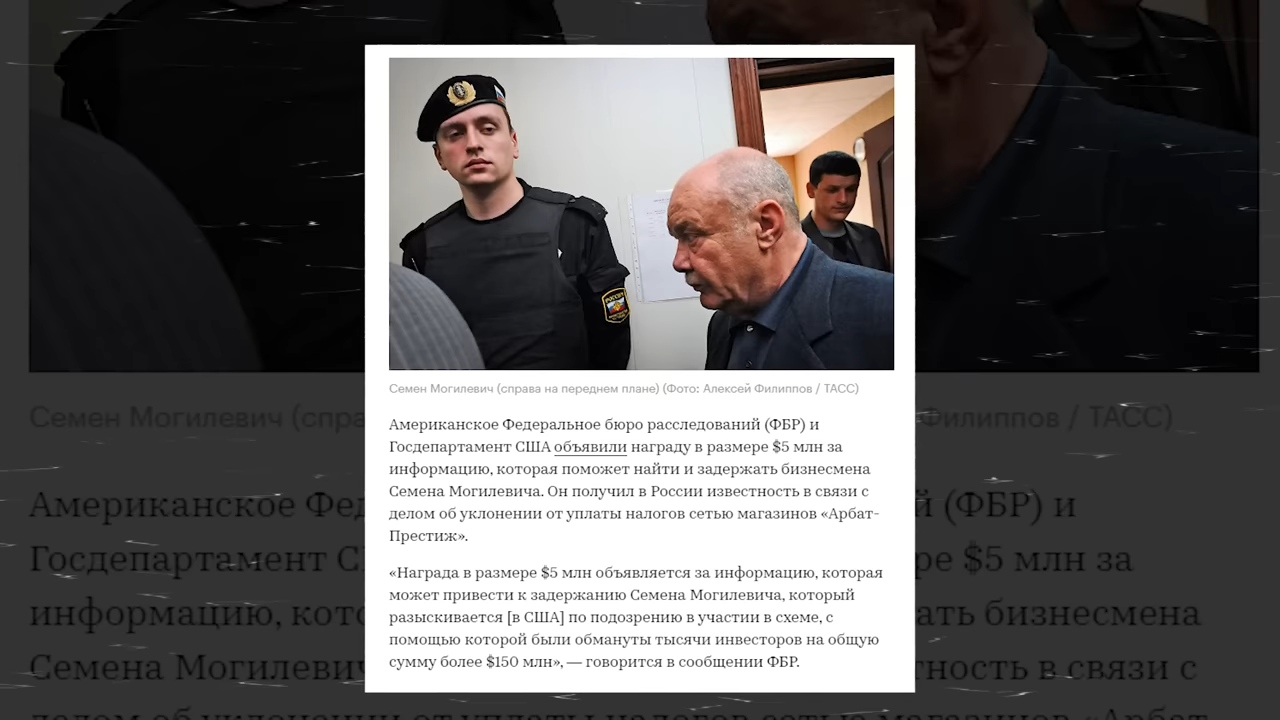 РОССИЯ
Семен Могилевич (справа на переднем плане) (Фото: Алексей Филиппов / ТАСС)
Американское Федеральное бюро расследований (ФБР) и
Госдепартамент США объявили награду в размере $5 млн за
информацию, которая поможет найти и задержать бизнесмена
Семена Могилевича. Он получил в России известность в связи с
делом об уклонении от уплаты налогов сетью магазинов «Арбат-
Престиж».
«Награда в размере $5 млн объявляется за информацию, которая
может привести к задержанию Семена Могилевича, который
разыскивается [в США] по подозрению в участии в схеме, с
помощью которой были обмануты тысячи инвесторов на общую
сумму более $150 млн», — говорится в сообщении ФБР.